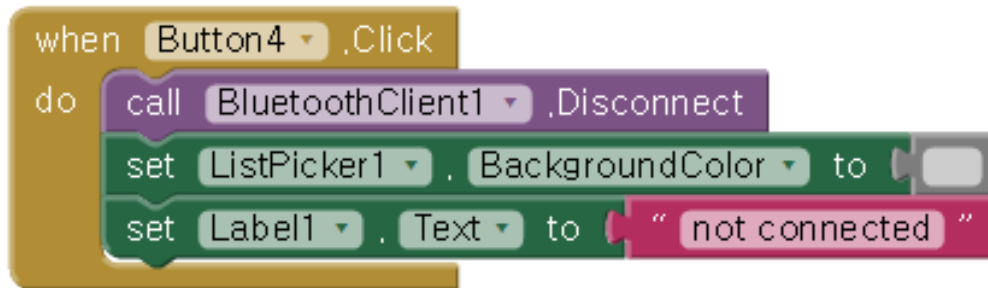 when Button4 .Click
do call BluetoothClient1 .Disconnect
set ListPicker1 . BackgroundColor to
set Label1 . Text to " not connected "